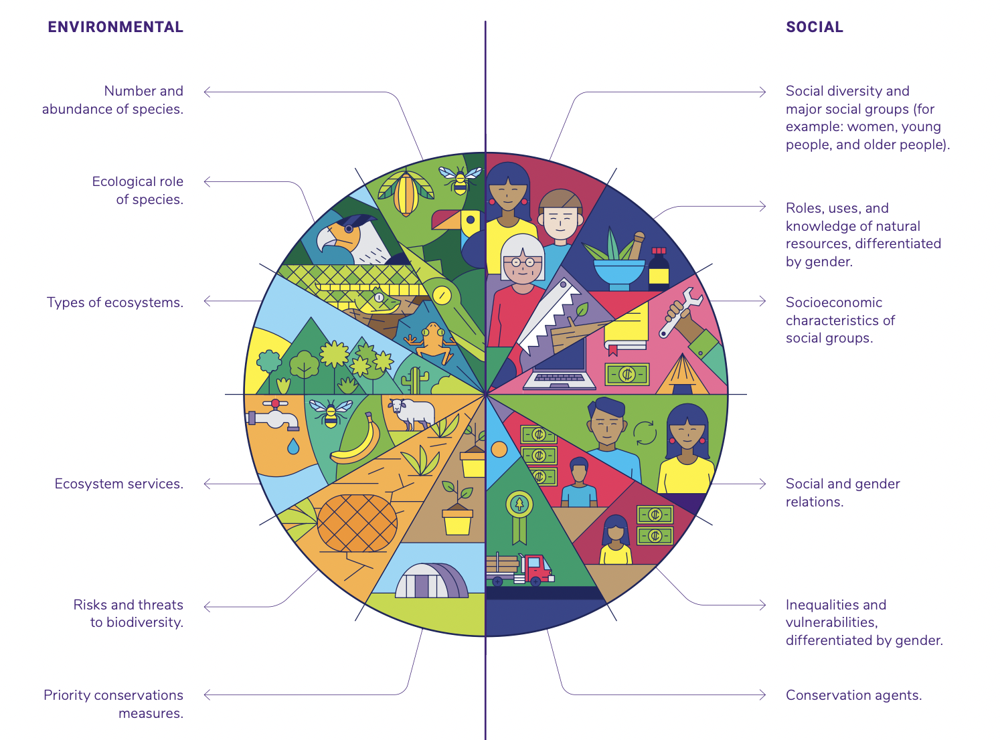 ENVIRONMENTAL
Number and
abundance of species.
Ecological role
of species.
Types of ecosystems.
Ecosystem services.
Risks and threats
to biodiversity.
Priority conservations
measures.
SOCIAL
Social diversity and
major social groups (for
example: women, young
people, and older people).
Roles, uses, and
knowledge of natural
resources, differentiated
by gender.
Socioeconomic
characteristics of
social groups.
Social and gender
relations.
Inequalities and
vulnerabilities,
differentiated by gender.
Conservation agents.
₵
₵
₵
₵
₵
₵